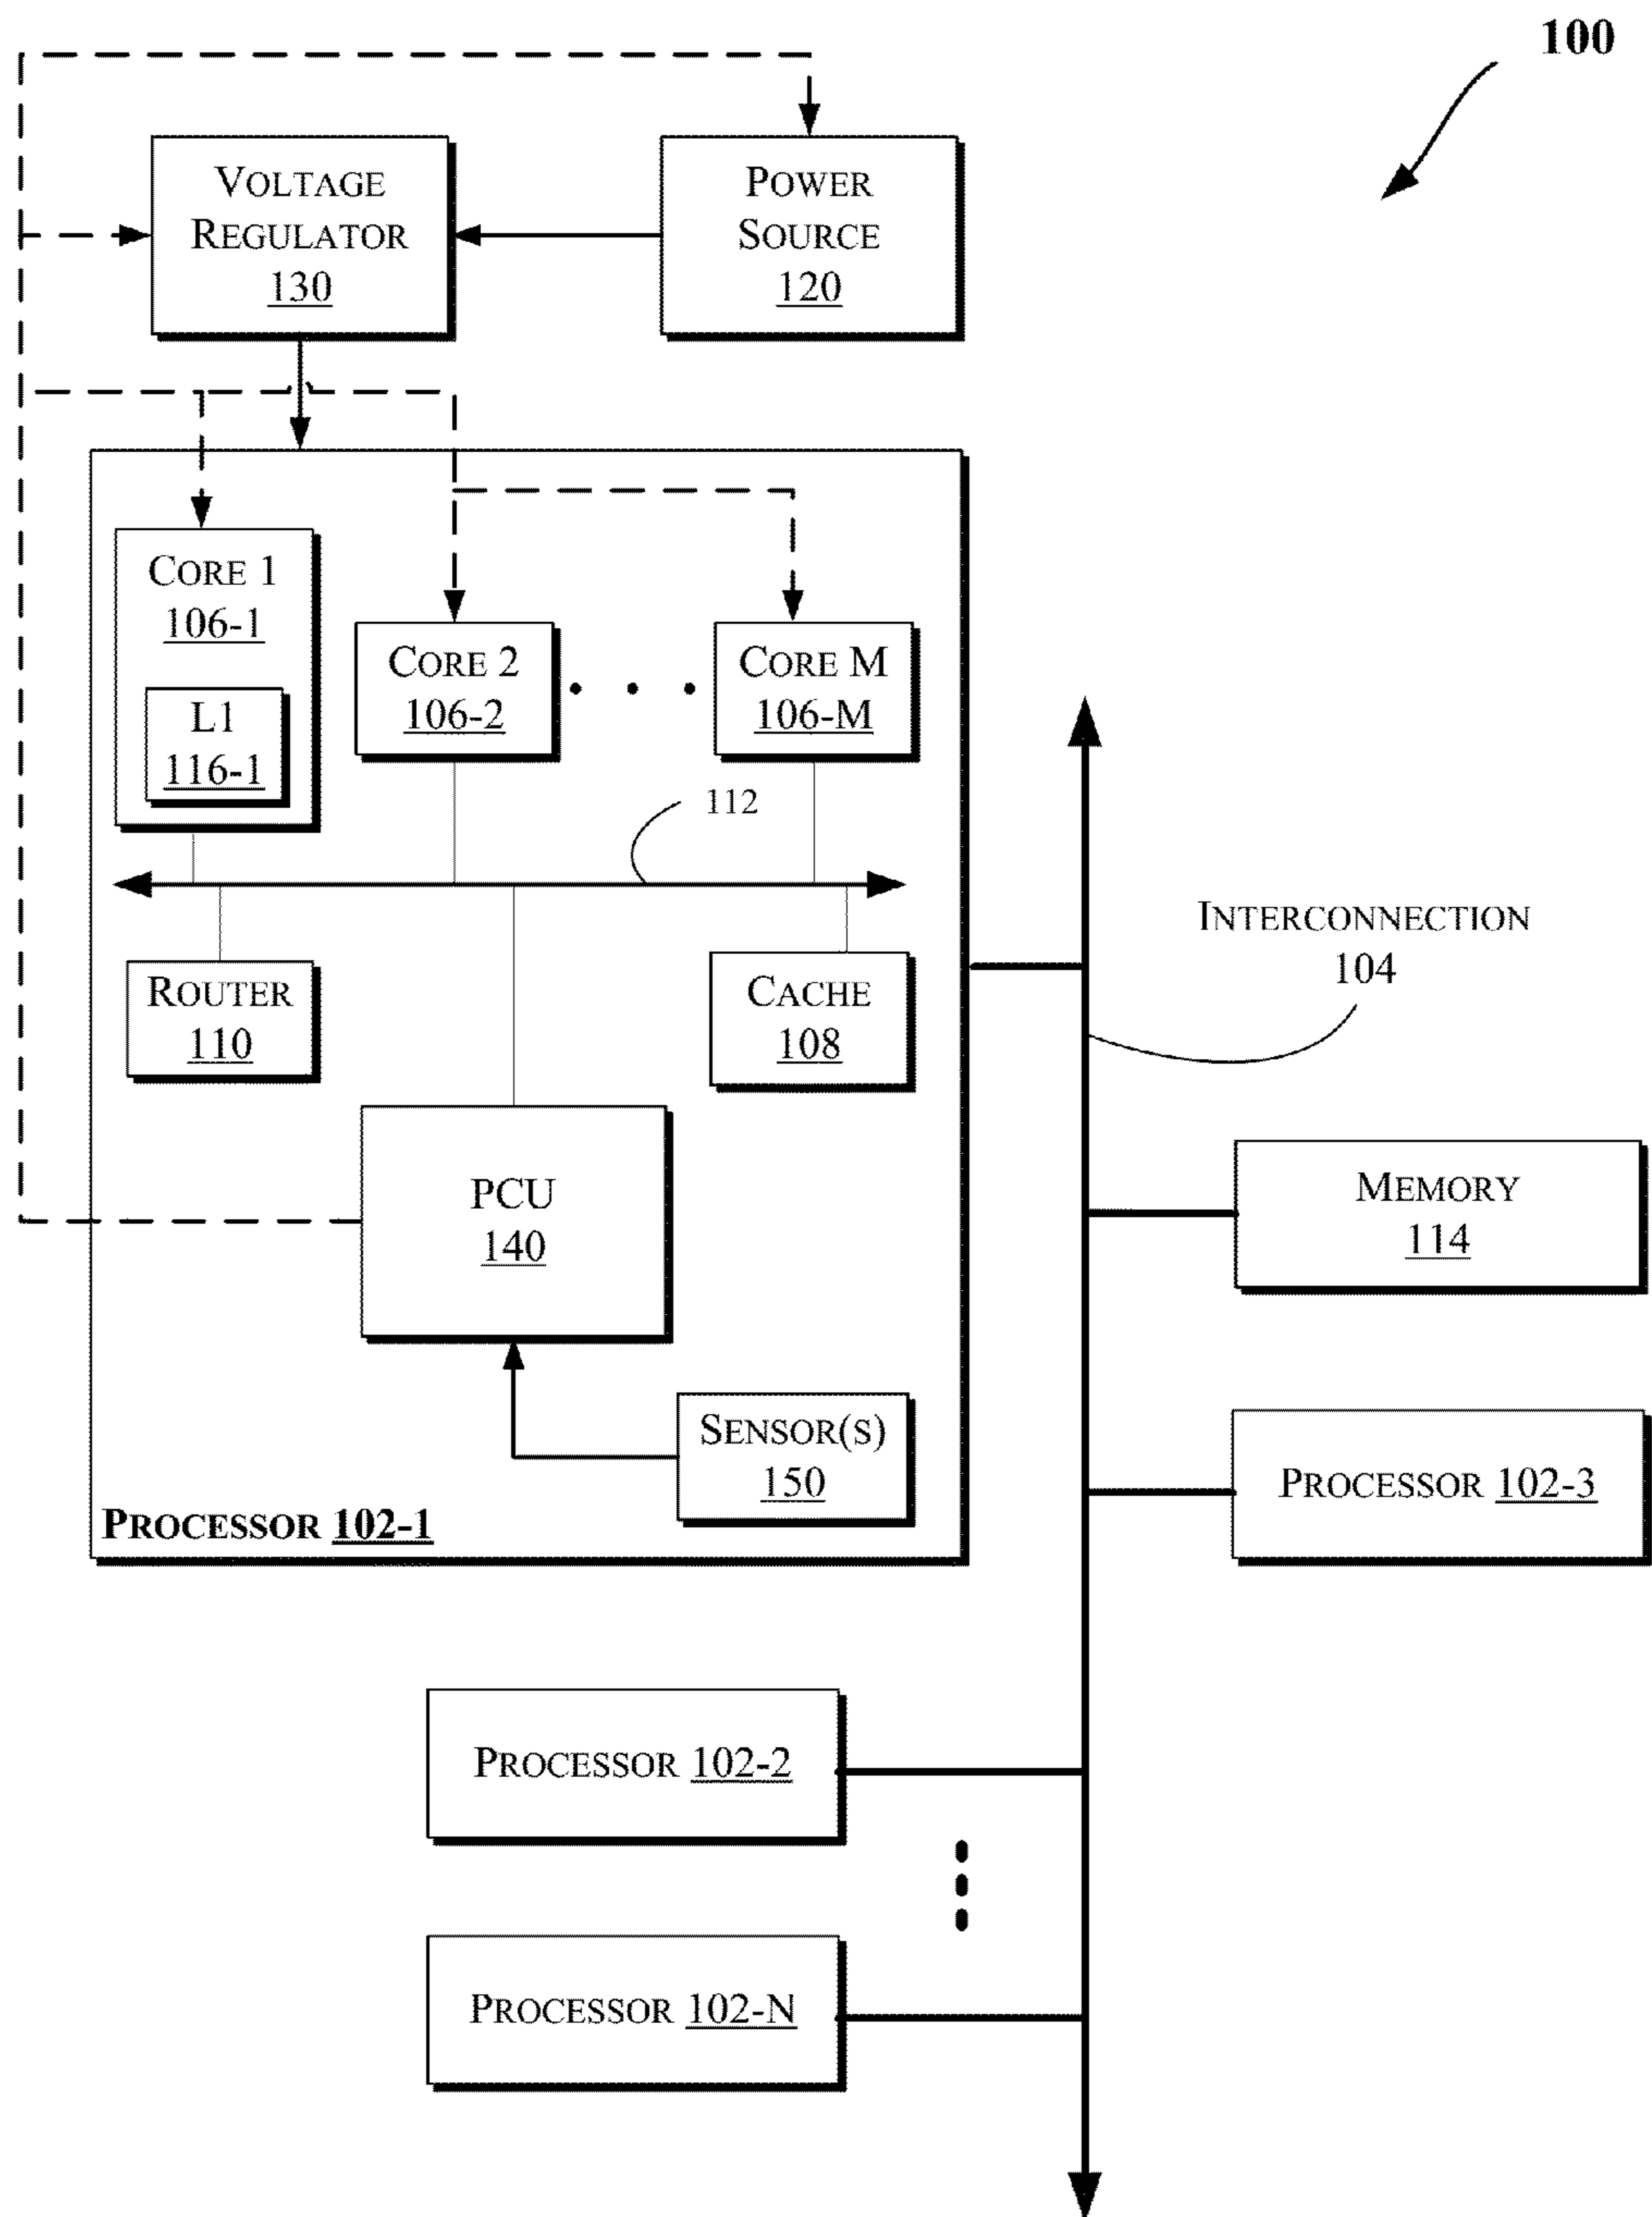 100
VOLTAGE
REGULATOR
130
POWER
SOURCE
120
CORE 1
106-1
L1
116-1
CORE 2
106-2
CORE M
106-M
112
ROUTER
110
CACHE
108
PCU
140
SENSOR(S)
150
PROCESSOR 102-1
INTERCONNECTION
104
MEMORY
114
PROCESSOR 102-3
PROCESSOR 102-2
PROCESSOR 102-N